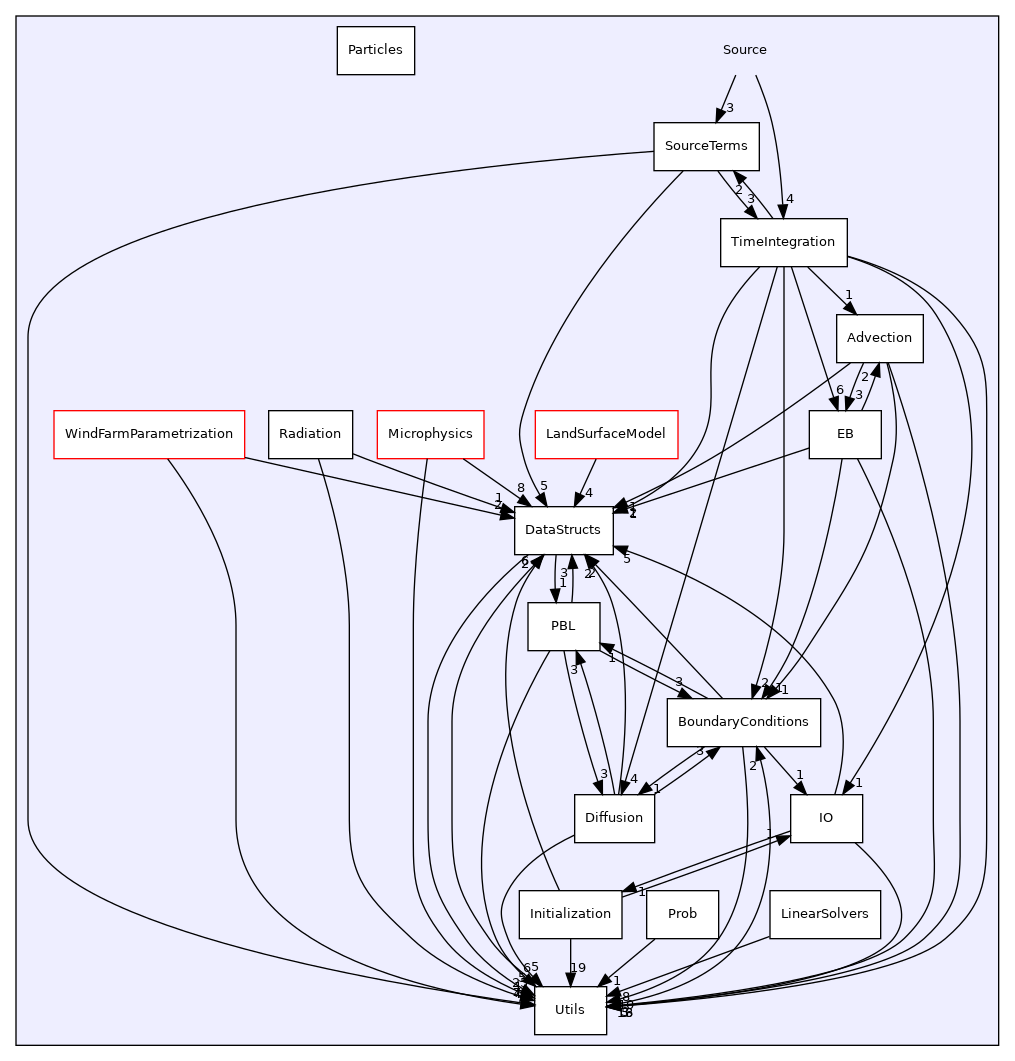 Particles
Source
3
SourceTerms
2
3
4
TimeIntegration
1
Advection
2
6
3
WindFarmParametrization
Radiation
Microphysics
LandSurfaceModel
EB
8
5
4
1
DataStructs
5
3
1
PBL
3
1
3
2
1
BoundaryConditions
3
1
2
1
3
4
1
Diffusion
IO
1
1
Initialization
Prob
LinearSolvers
19
1
Utils